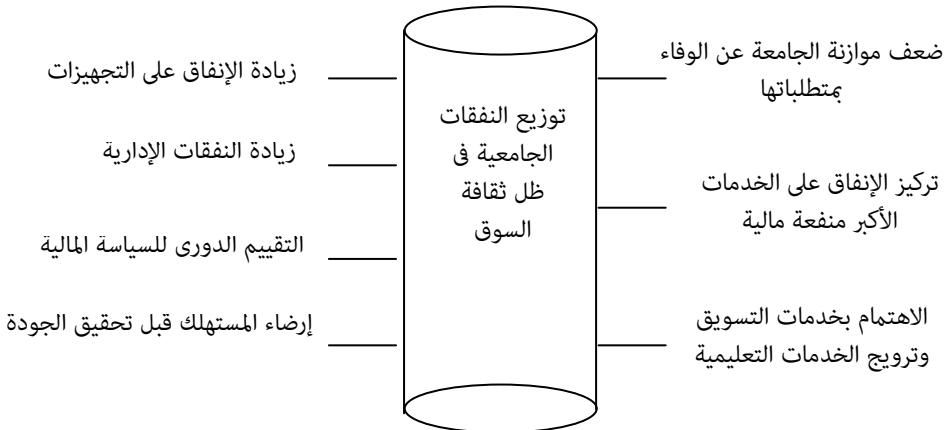 توزيع النفقات
الجامعية فى
ظل ثقافة
السوق
ضعف موازنة الجامعة عن الوفاء
بمتطلباتها
تركيز الإنفاق على الخدمات
الأكبر منفعة مالية
الاهتمام بخدمات التسويق
وترويج الخدمات التعليمية
زيادة الإنفاق على التجهيزات
زيادة النفقات الإدارية
التقييم الدورى للسياسة المالية
إرضاء المستهلك قبل تحقيق الجودة